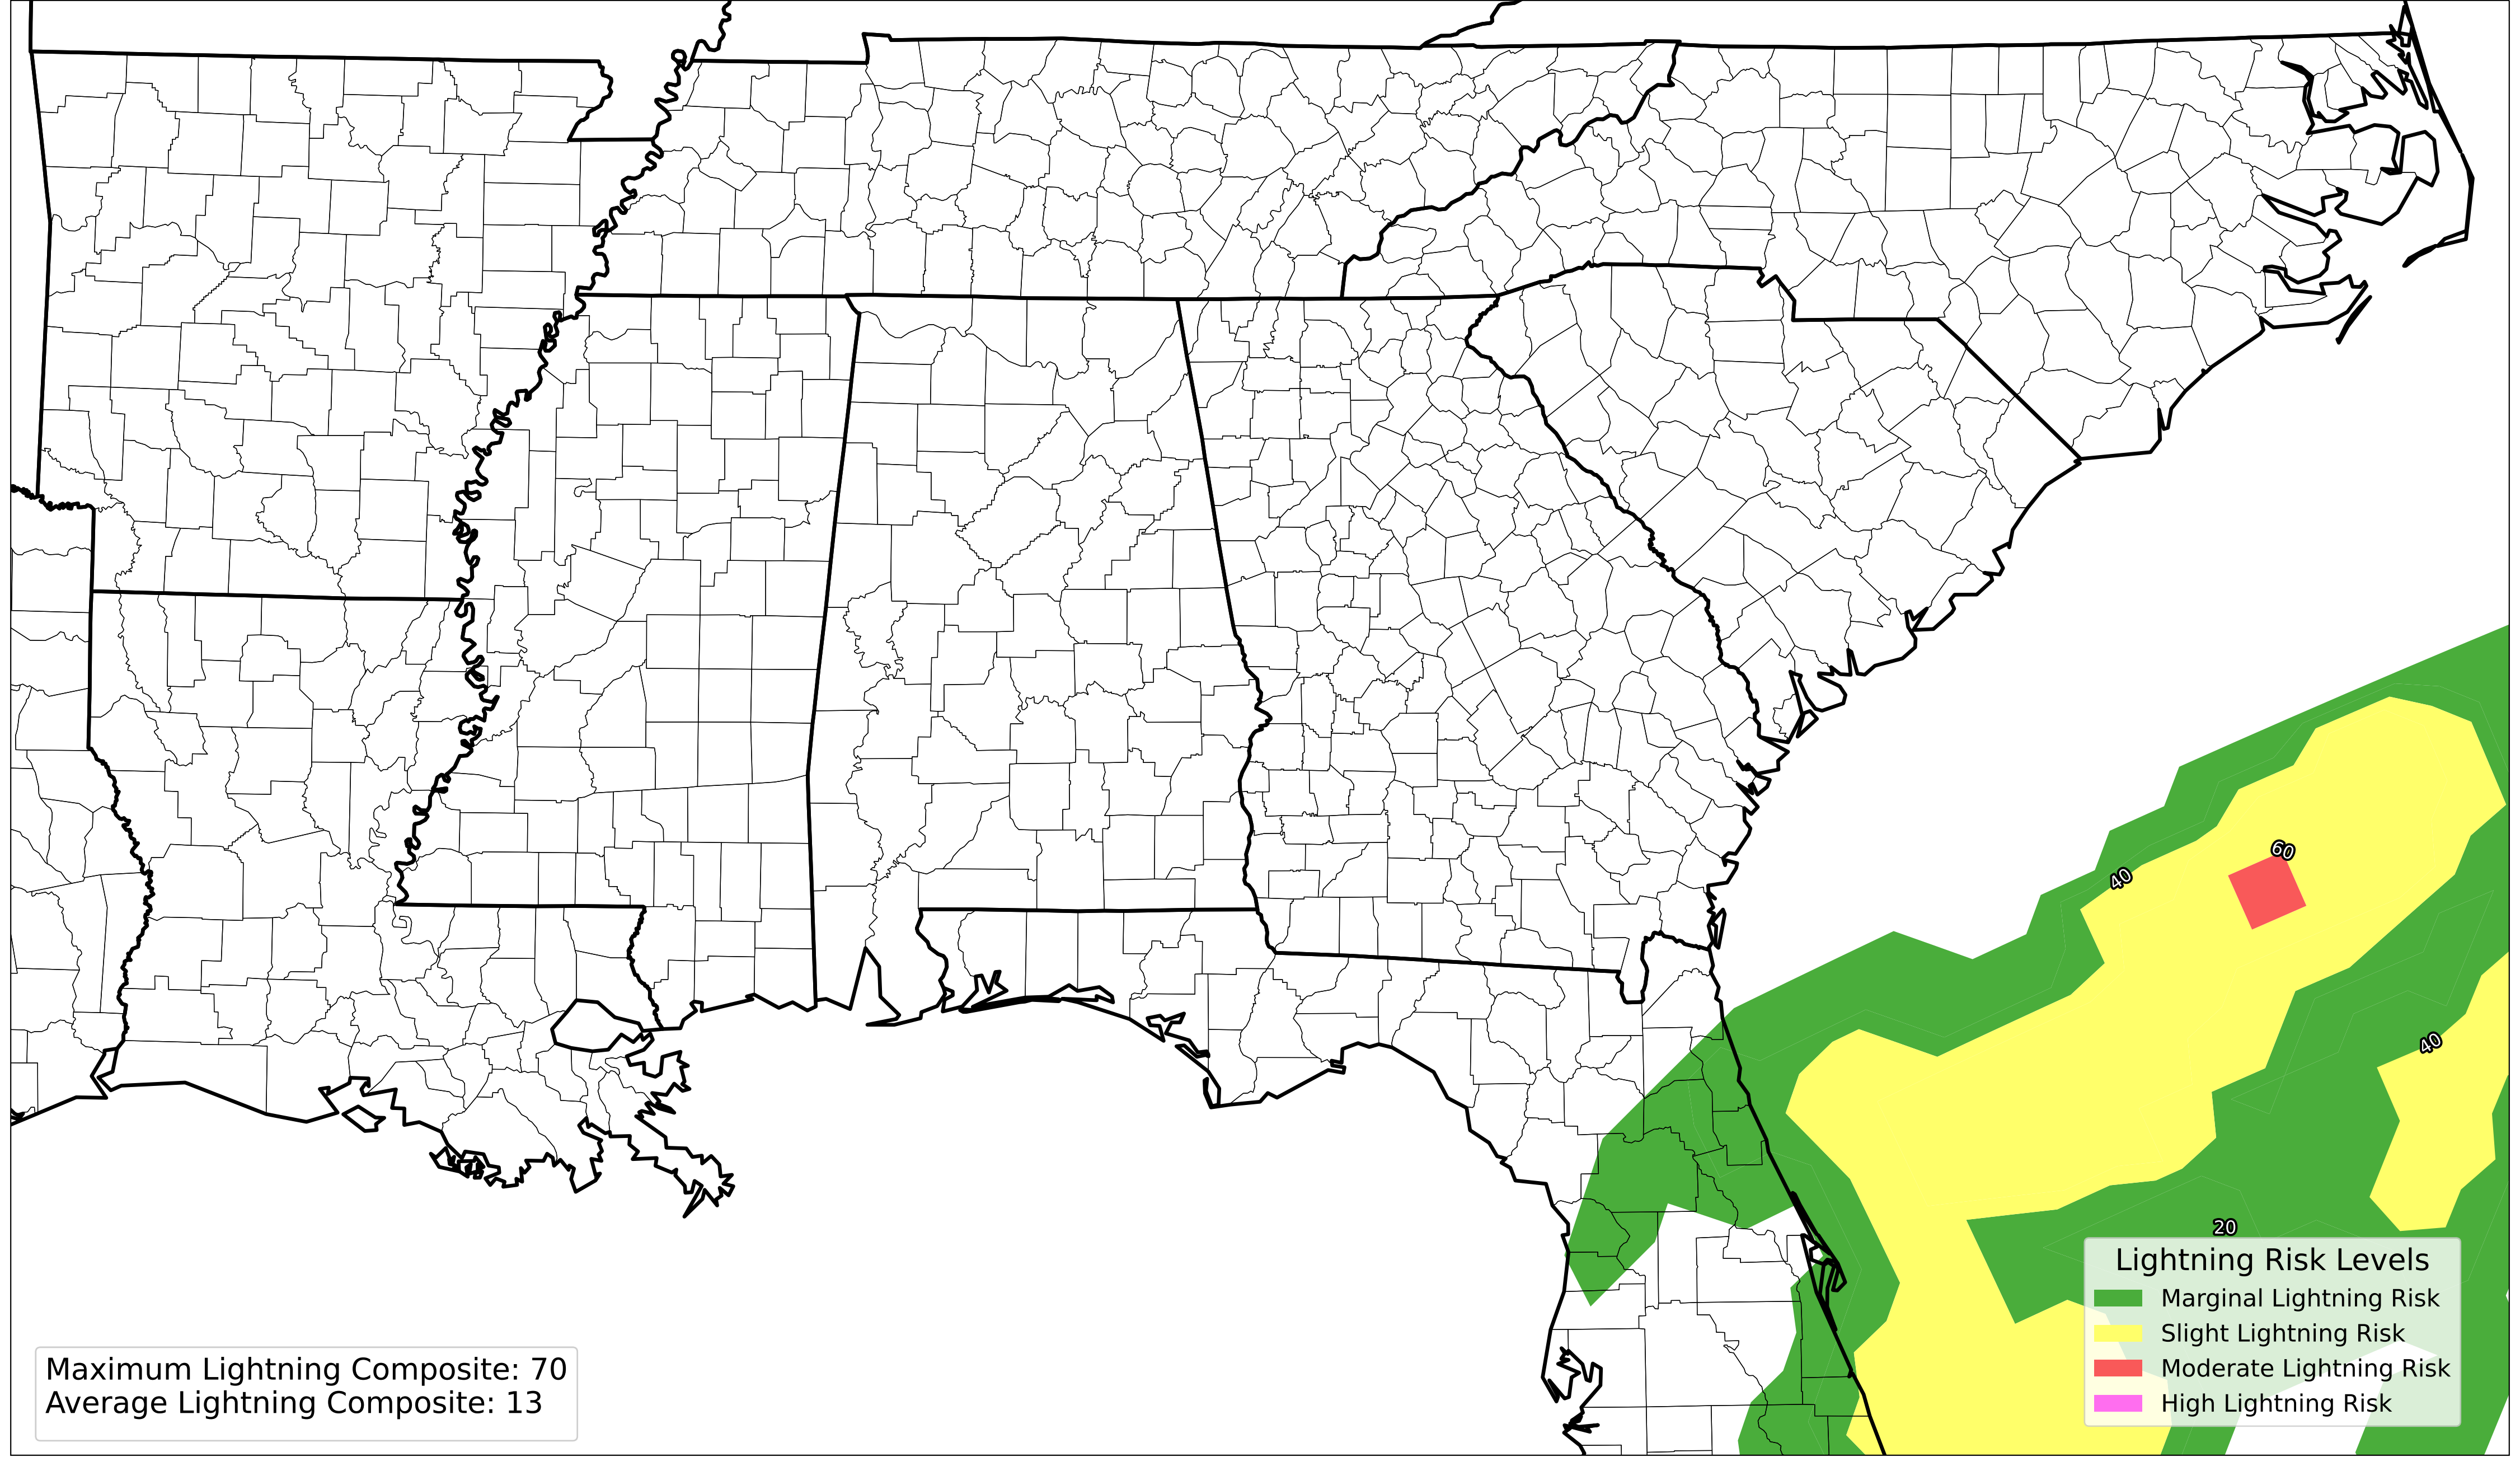 60
40
40
20
Lightning Risk Levels
Marginal Lightning Risk
Slight Lightning Risk
Moderate Lightning Risk
High Lightning Risk
Maximum Lightning Composite: 70
Average Lightning Composite: 13